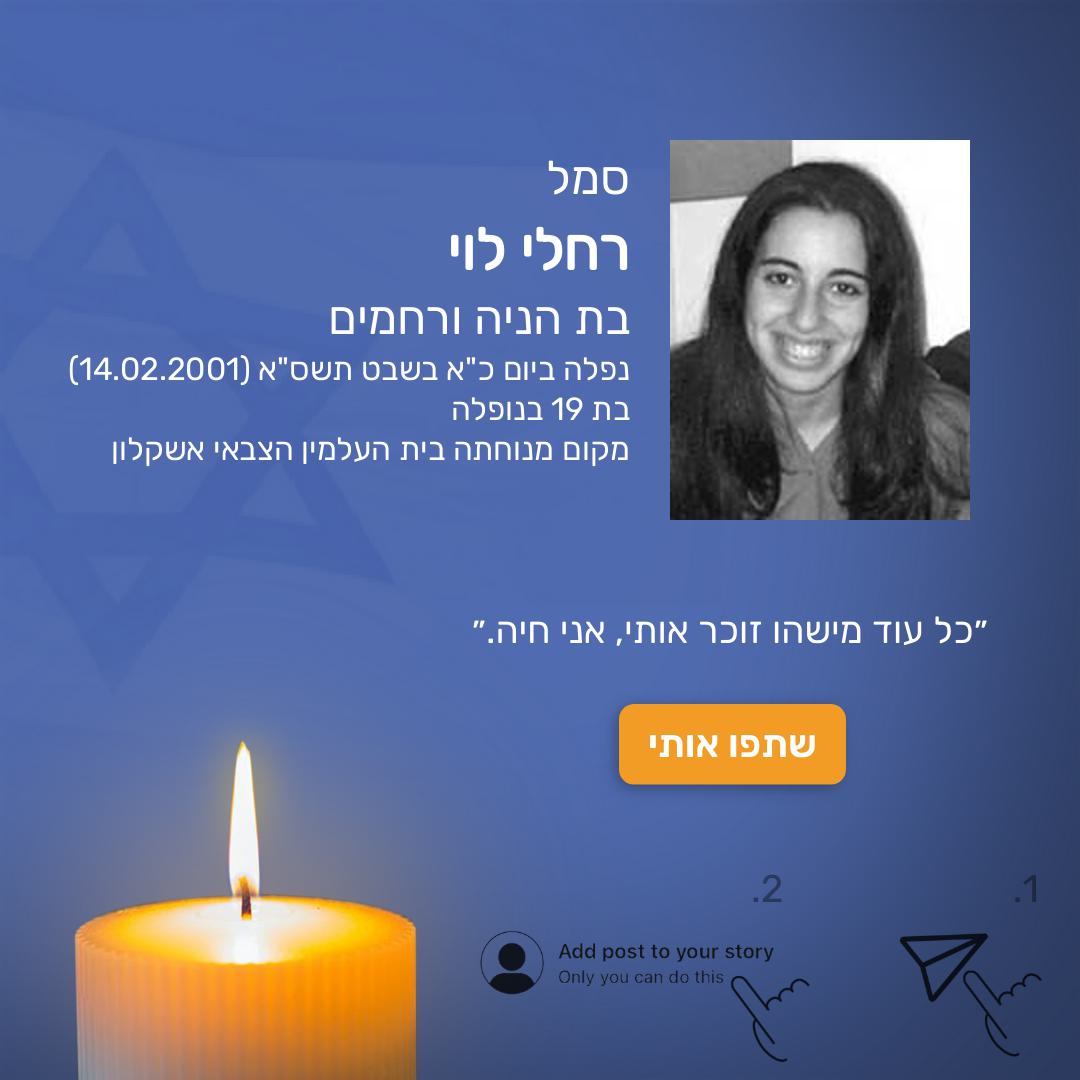 סמל
רחלי לוי
בת הניה ורחמים
נפלה ביום כ"א בשבט תשס"א (14.02.2001)
בת 19 בנופלה
מקום מנוחתה בית העלמין הצבאי אשקלון
״כל עוד מישהו זוכר אותי, אני חיה.״
שתפו אותי
1.
2.
Add post to your story
Only you can do this